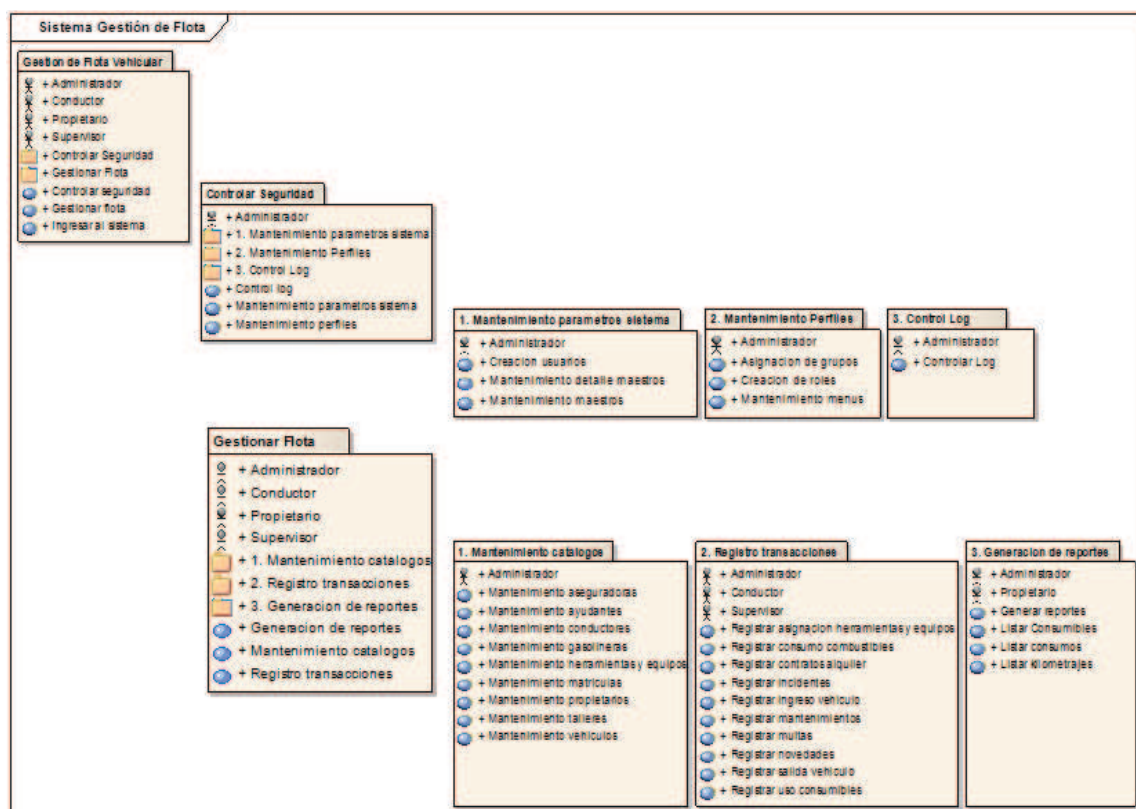 Sistema Gestión de Flota
Gestion de Flota Vehicular
+ Administrador
+ Conductor
+ Propietario
+ Supervisor
+ Controlar Seguridad
+ Gestionar Flota
+ Controlar seguridad
+ Gestionar flota
+ Ingresar al sistema
Controlar Seguridad
+ Administrador
+ 1. Mantenimiento parametros sistema
+ 2. Mantenimiento Perfiles
+ 3. Control Log
+ Control log
+ Mantenimiento parametros sistema
+ Mantenimiento perfiles
1. Mantenimiento parametros sistema
+ Administrador
+ Creacion usuarios
+ Mantenimiento detalle maestros
+ Mantenimiento maestros
2. Mantenimiento Perfiles
+ Administrador
+ Asignacion de grupos
+ Creacion de roles
+ Mantenimiento menus
3. Control Log
+ Administrador
+ Controlar Log
Gestionar Flota
+ Administrador
+ Conductor
+ Propietario
+ Supervisor
+ 1. Mantenimiento catalogos
+ 2. Registro transacciones
+ 3. Generacion de reportes
+ Generacion de reportes
+ Mantenimiento catalogos
+ Registro transacciones
1. Mantenimiento catalogos
+ Administrador
+ Mantenimiento aseguradoras
+ Mantenimiento ayudantes
+ Mantenimiento conductores
+ Mantenimiento gasolineras
+ Mantenimiento herramientas y equipos
+ Mantenimiento matriculas
+ Mantenimiento propietarios
+ Mantenimiento talleres
+ Mantenimiento vehiculos
2. Registro transacciones
+ Administrador
+ Conductor
+ Supervisor
+ Registrar asignacion herramientas y equipos
+ Registrar consumo combustibles
+ Registrar contratos alquiler
+ Registrar incidentes
+ Registrar ingreso vehiculo
+ Registrar mantenimientos
+ Registrar multas
+ Registrar novedades
+ Registrar salida vehiculo
+ Registrar uso consumibles
3. Generacion de reportes
+ Administrador
+ Propietario
+ Generar reportes
+ Listar Consumibles
+ Listar consumos
+ Listar kilometrajes